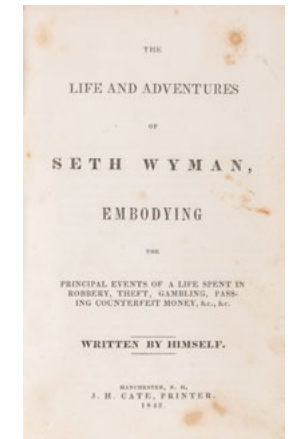 THE
LIFE AND ADVENTURES
OF
SETH WYMAN,
EMBODYING
THE
PRINCIPAL EVENTS OF A LIFE SPENT IN
ROBBERY, THEFT, GAMBLING, PASS-
ING COUNTERFEIT MONEY, &c., &c.
WRITTEN BY HIMSELF.
MANCHESTER, N. H.,
J. H. CATE, PRINTER.
1843.